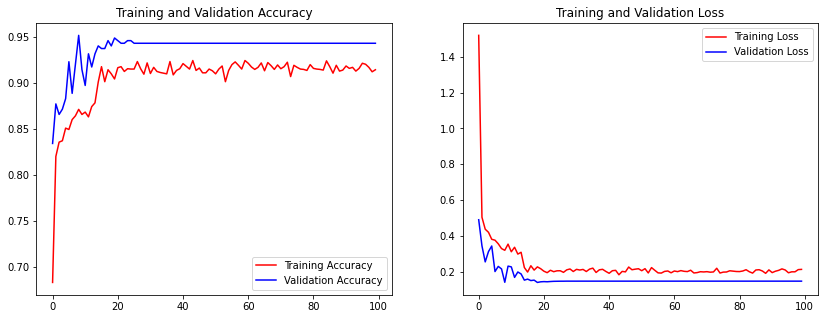 Training and Validation Accuracy
0.95
0.90
0.85
0.80
0.75
0.70
0 20 40 60 80 100
Training Accuracy
Validation Accuracy
Training and Validation Loss
1.4
1.2
1.0
0.8
0.6
0.4
0.2
0 20 40 60 80 100
Training Loss
Validation Loss